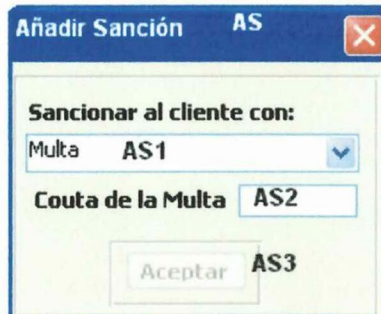 Añadir Sanción AS
Sancionar al cliente con:
Multa AS1
Couta de la Multa AS2
Aceptar AS3